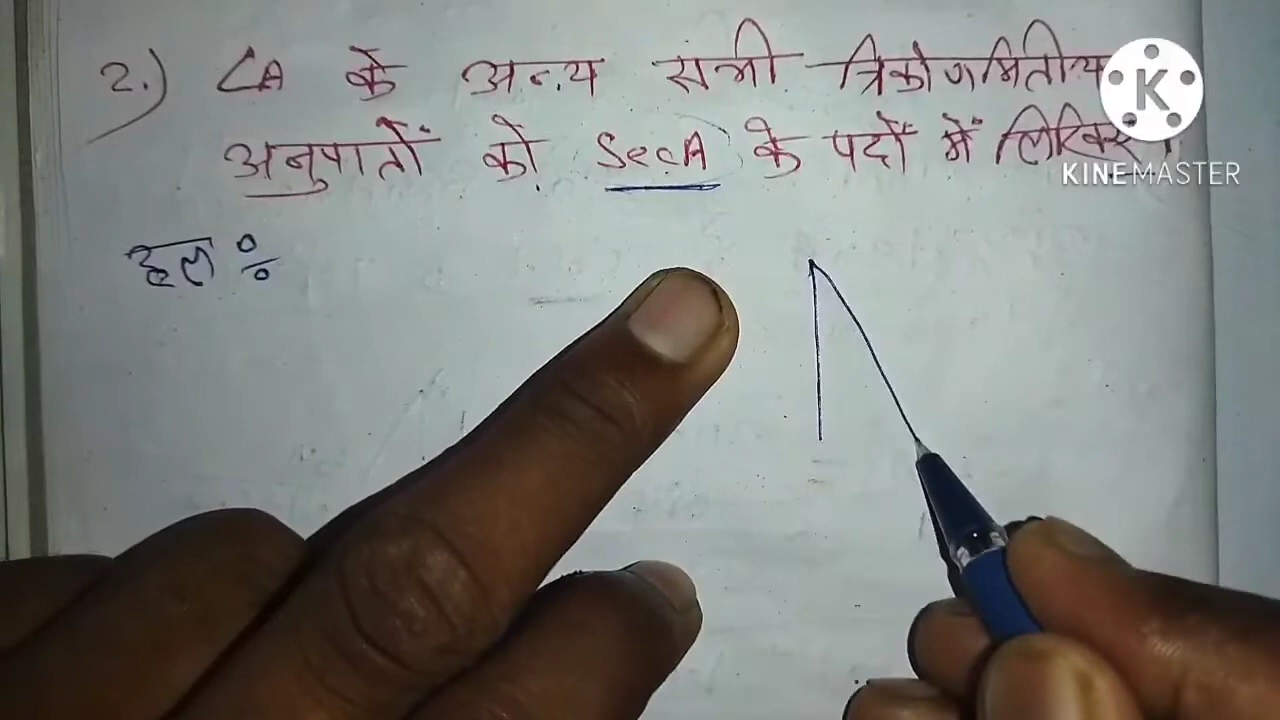 2.) ∠A के अन्य सभी त्रिकोणमितीय
अनुपातों को SecA के पदों में लिखिए।
K
KINEMASTER
हल :-